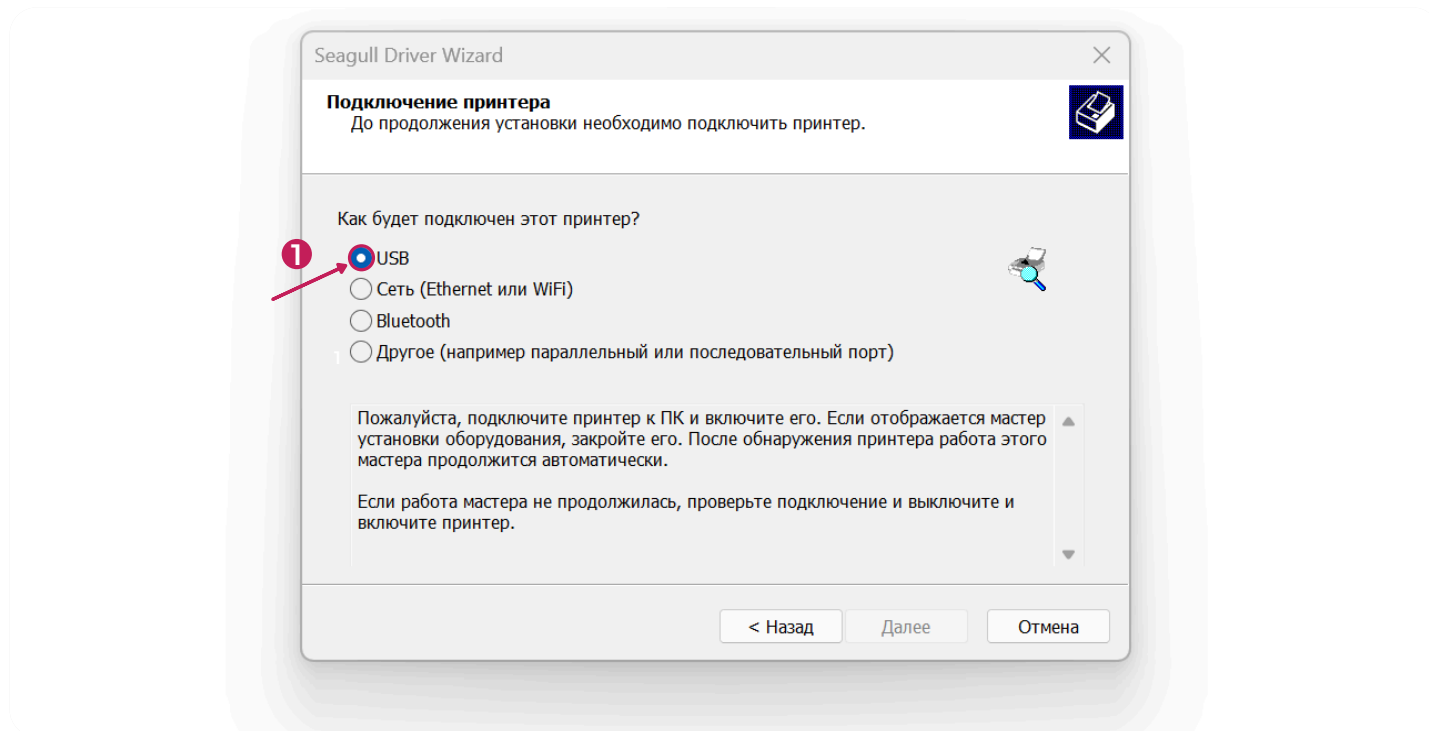 Seagull Driver Wizard
Подключение принтера
До продолжения установки необходимо подключить принтер.
Как будет подключен этот принтер?
1
USB
Сеть (Ethernet или WiFi)
Bluetooth
1
Другое (например параллельный или последовательный порт)
Пожалуйста, подключите принтер к ПК и включите его. Если отображается мастер
установки оборудования, закройте его. После обнаружения принтера работа этого
мастера продолжится автоматически.
Если работа мастера не продолжилась, проверьте подключение и выключите и
включите принтер.
< Назад
Далее
Отмена